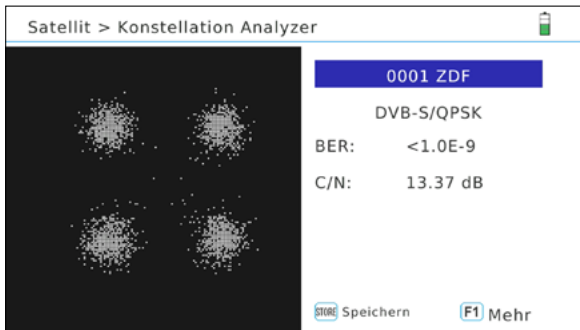 Satellit > Konstellation Analyzer
0001 ZDF
DVB-S/QPSK
BER: <1.0E-9
C/N: 13.37 dB
STORE Speichern F1 Mehr